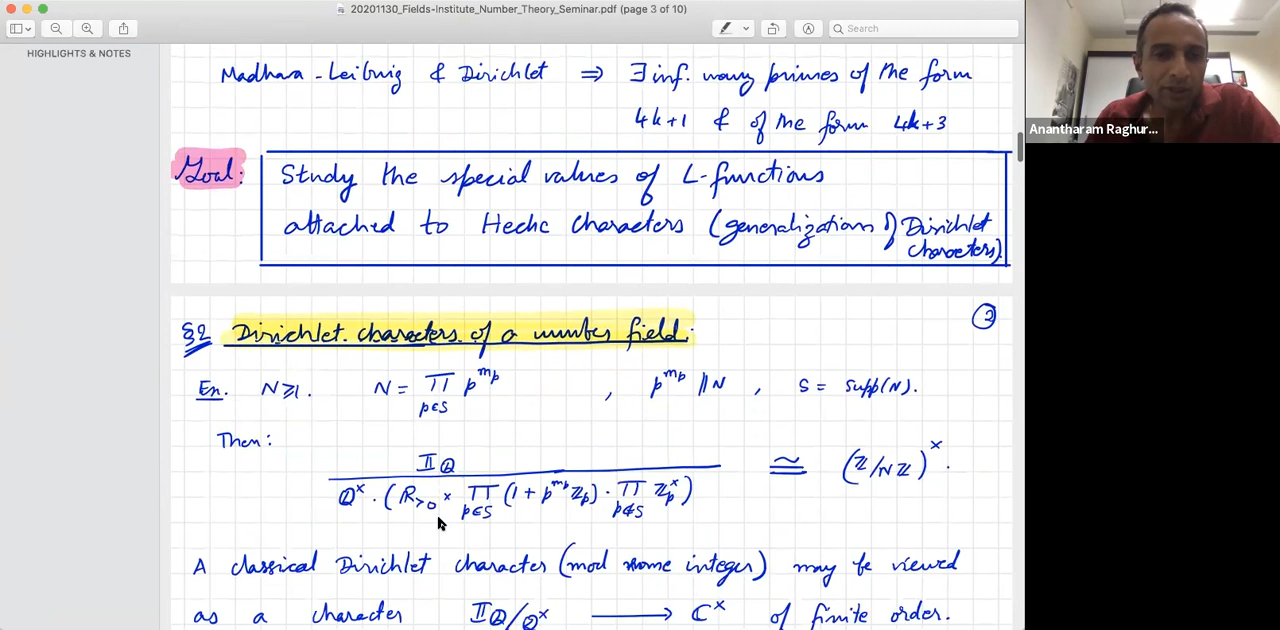 20201130_Fields-Institute_Number_Theory_Seminar.pdf (page 3 of 10)
Search
HIGHLIGHTS & NOTES
Anantharam Raghur...
Madhava - Leibniz & Dirichlet ⇒ ∃ inf. many primes of the form
4k+1 & of the form 4k+3
Goal:
Study the special values of L-functions
attached to Hecke characters (generalizations of Dirichlet characters).
②
§2 Dirichlet characters of a number field:
Ex. N≥1. N = ∏_{p∈S} p^{m_p} , p^{m_p} || N , S = supp(N).
Then:
𝕀_ℚ / ℚ^× · (ℝ_{>0} × ∏_{p∈S} (1 + p^{m_p} ℤ_p) · ∏_{p∉S} ℤ_p^×) ≅ (ℤ/Nℤ)^×.
A classical Dirichlet character (mod some integer) may be viewed
as a character 𝕀_ℚ/ℚ^× ⟶ ℂ^× of finite order.